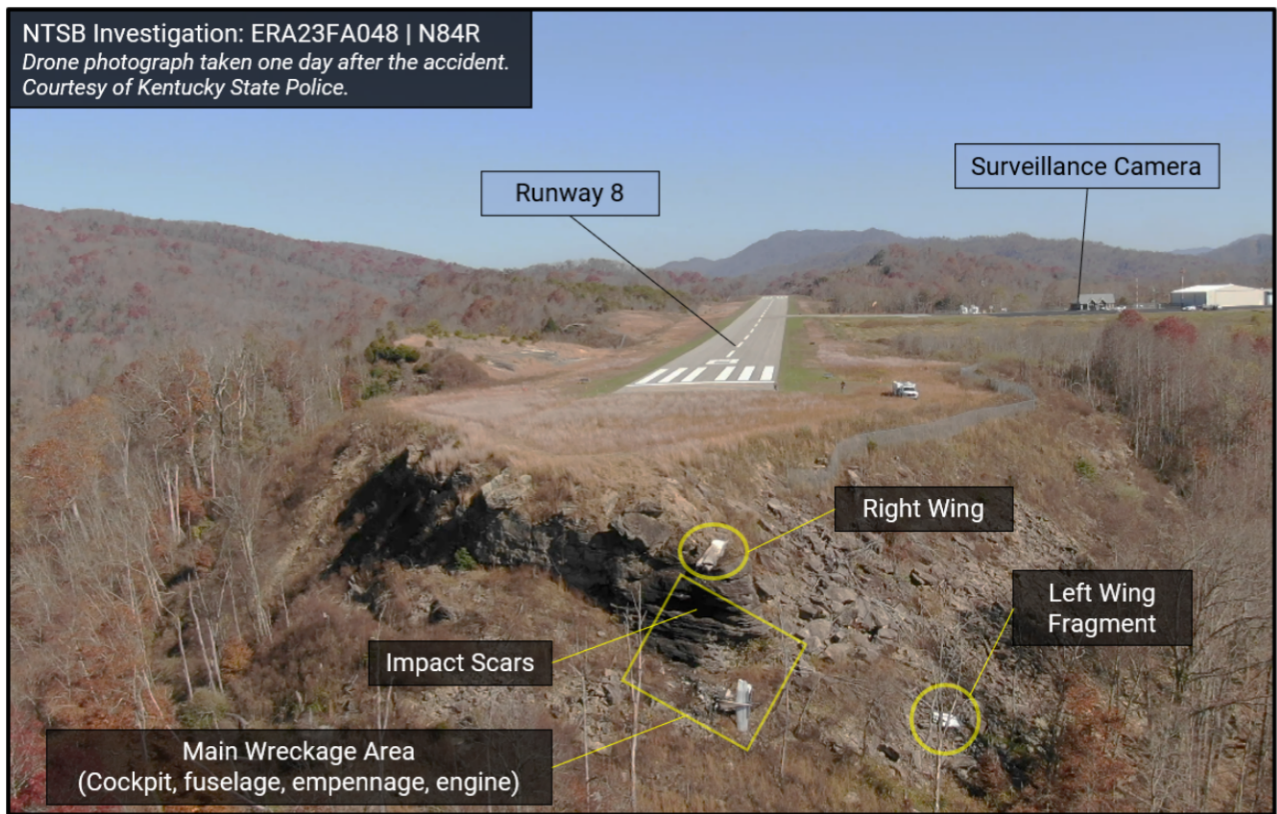 NTSB Investigation: ERA23FA048 | N84R
Drone photograph taken one day after the accident.
Courtesy of Kentucky State Police.
Surveillance Camera
Runway 8
Right Wing
Left Wing
Fragment
Impact Scars
Main Wreckage Area
(Cockpit, fuselage, empennage, engine)